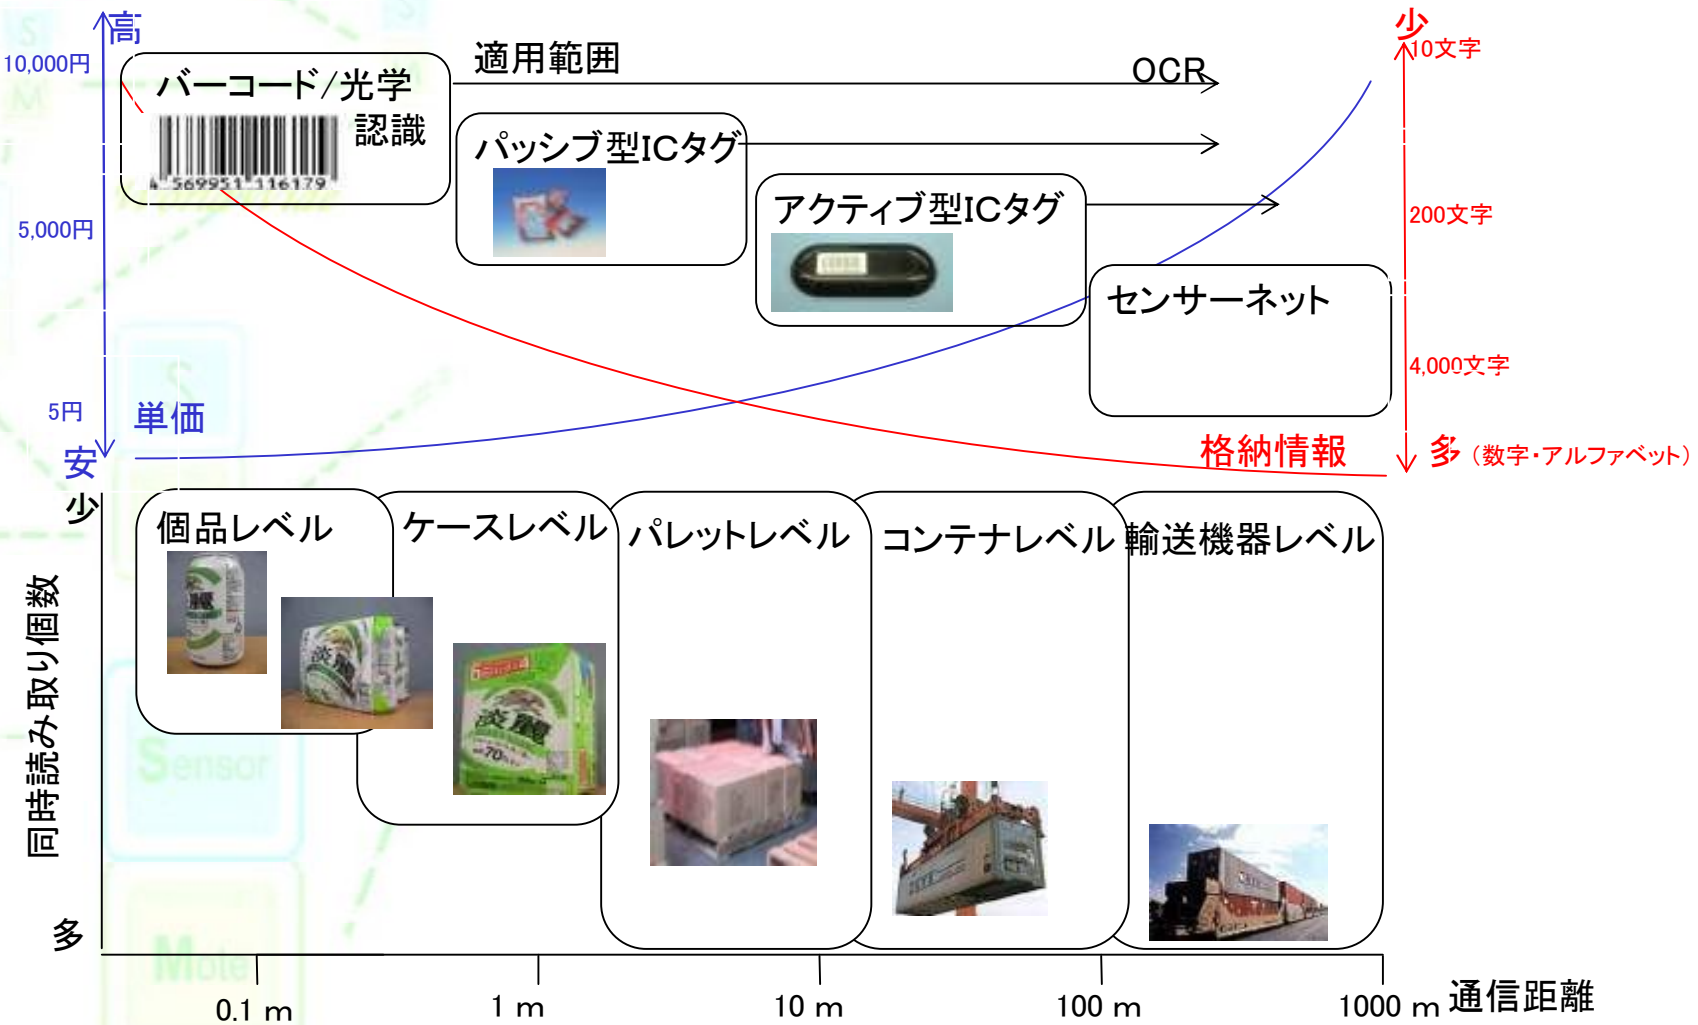 高
10,000円
5,000円
5円
単価
安
適用範囲
OCR
バーコード/光学
認識
4 569951 116179
パッシブ型ICタグ
アクティブ型ICタグ
センサーネット
少
10文字
200文字
4,000文字
格納情報
多 (数字・アルファベット)
少
同時読み取り個数
多
個品レベル
淡麗
ケースレベル
淡麗
70
パレットレベル
コンテナレベル
輸送機器レベル
0.1 m
1 m
10 m
100 m
1000 m
通信距離
S
M
S
Sensor
Mote